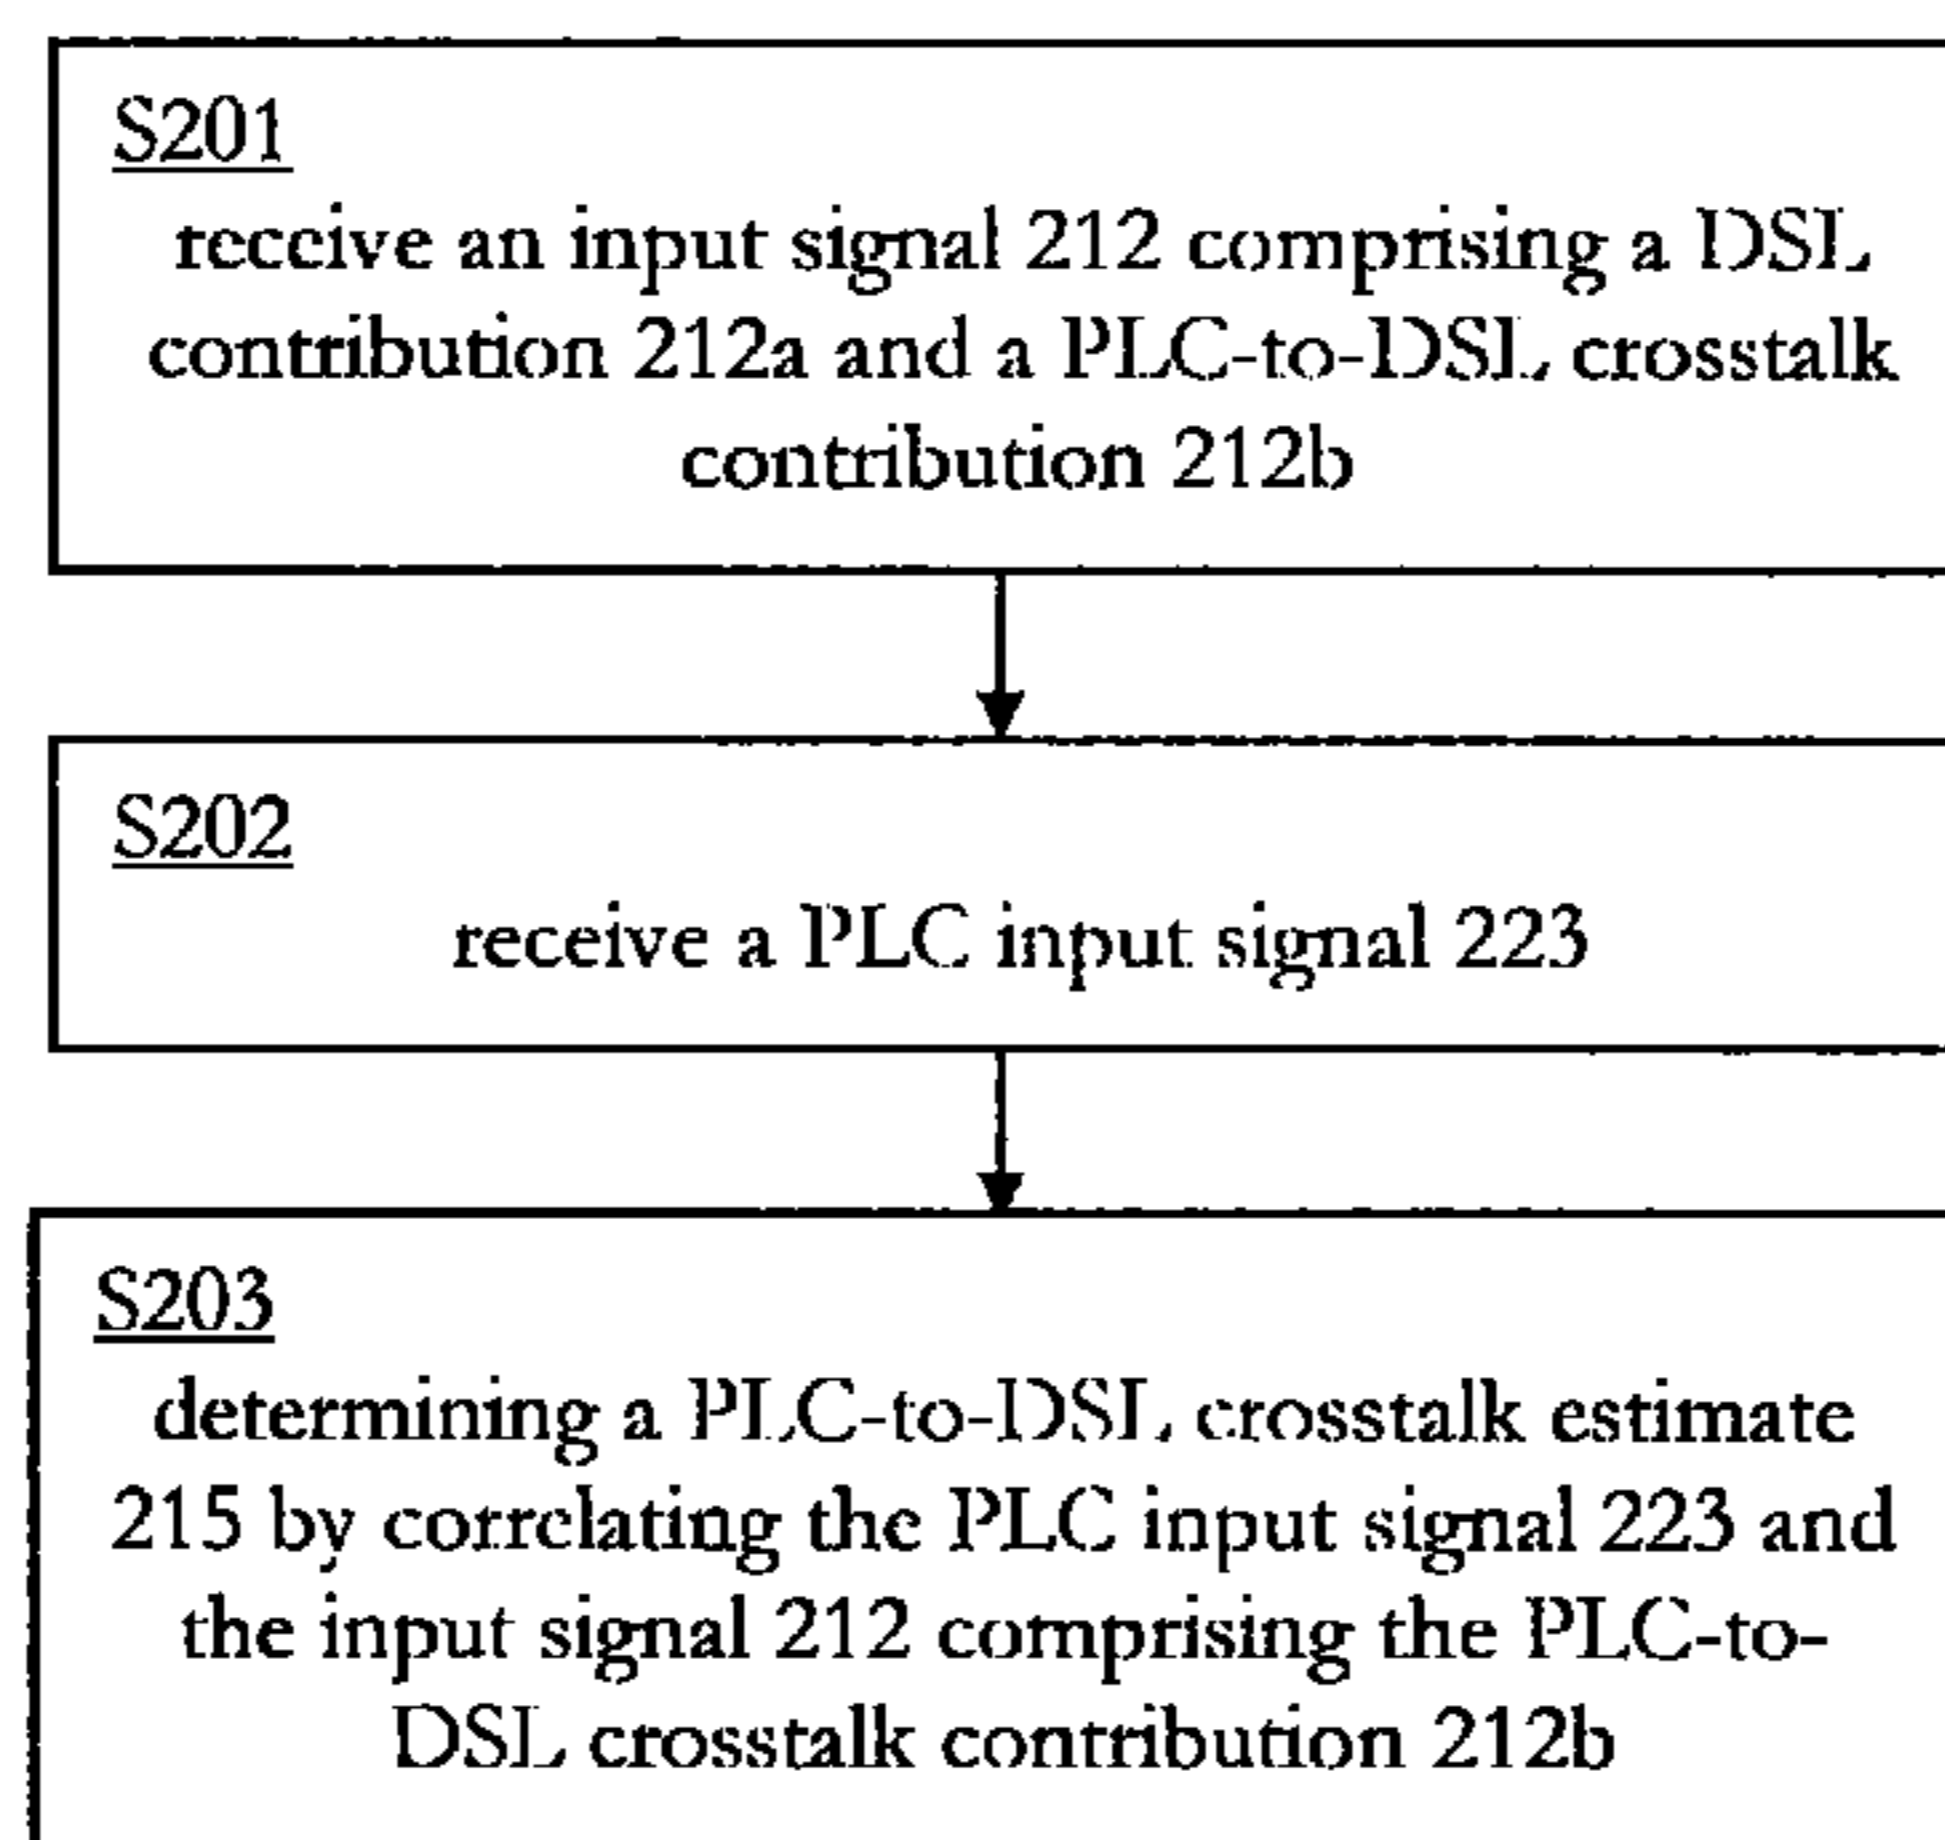 S201
receive an input signal 212 comprising a DSL
contribution 212a and a PLC-to-DSL crosstalk
contribution 212b
S202
receive a PLC input signal 223
S203
determining a PLC-to-DSL crosstalk estimate
215 by correlating the PLC input signal 223 and
the input signal 212 comprising the PLC-to-
DSL crosstalk contribution 212b